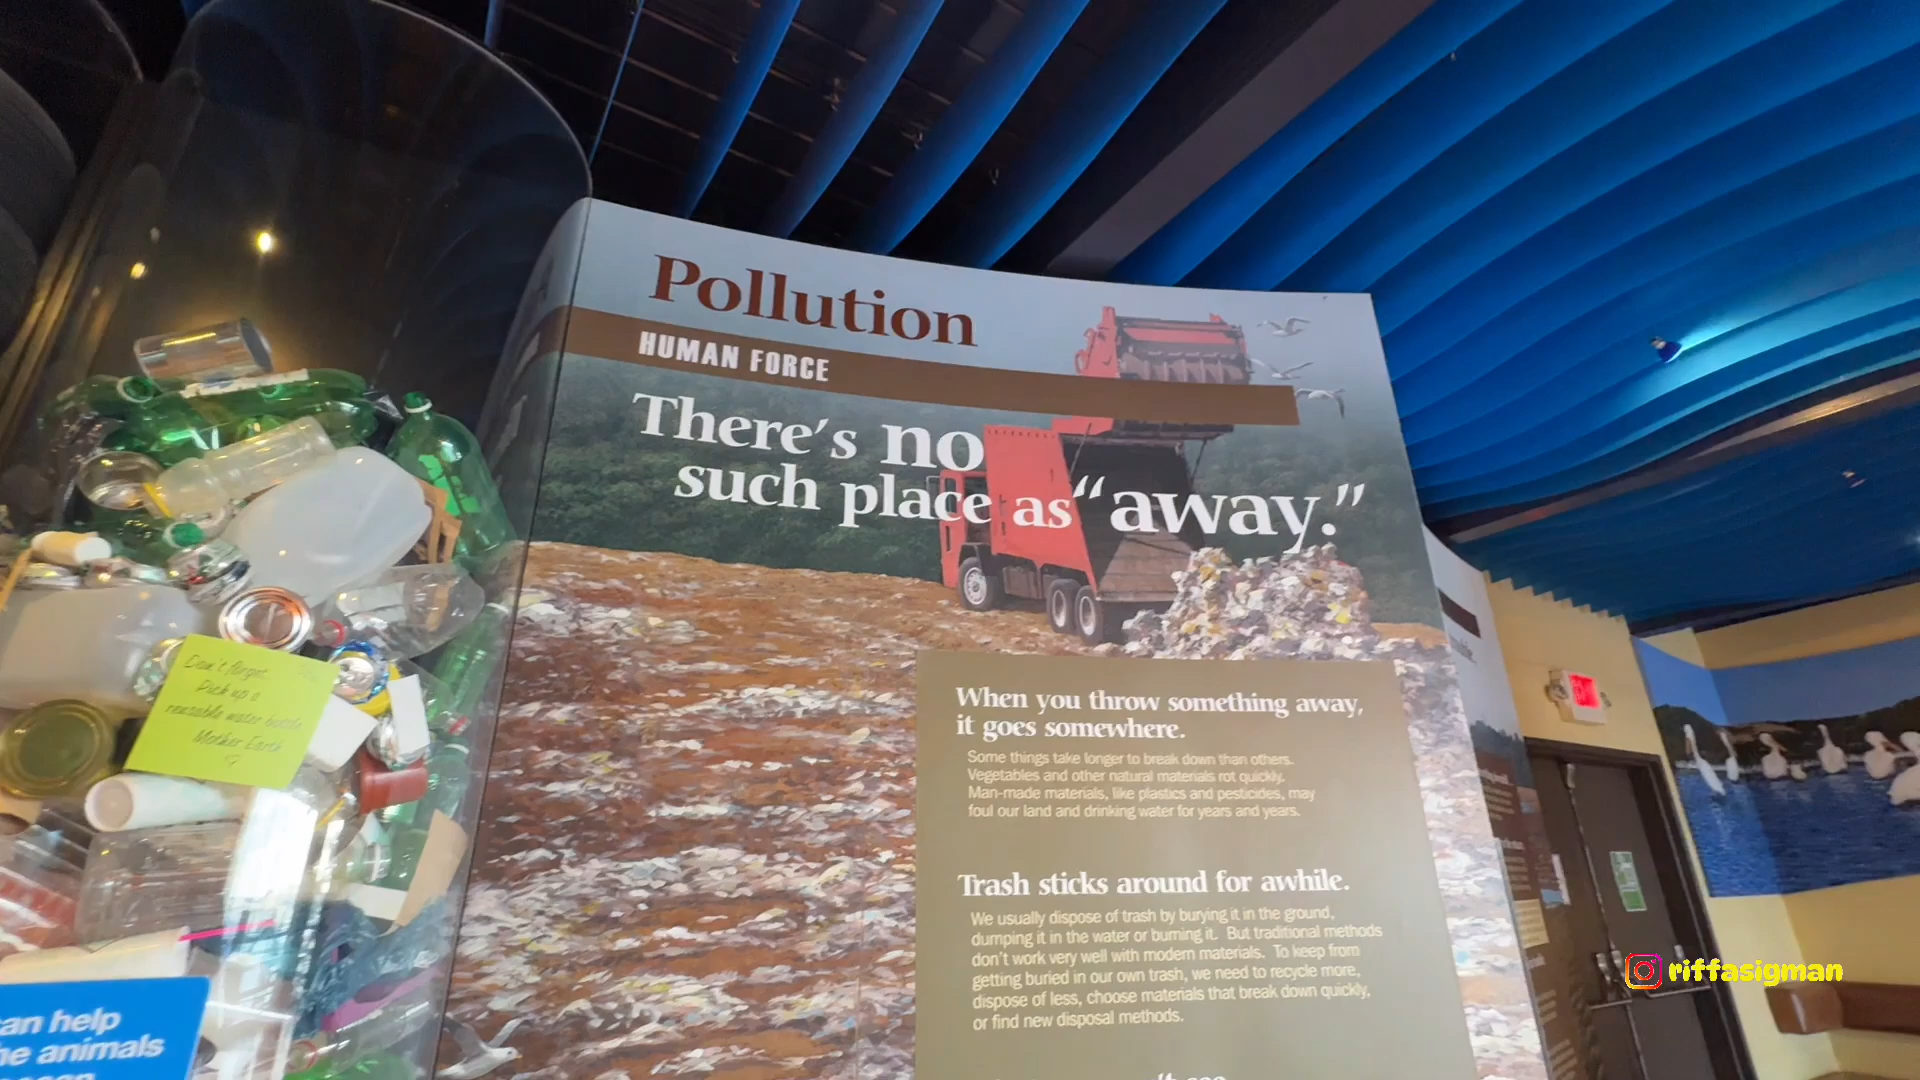 Pollution
HUMAN FORCE
There's no
such place as "away."
When you throw something away,
it goes somewhere.
Some things take longer to break down than others.
Vegetables and other natural materials rot quickly.
Man-made materials, like plastics and pesticides, may
foul our land and drinking water for years and years.
Trash sticks around for awhile.
We usually dispose of trash by burying it in the ground,
dumping it in the water or burning it. But traditional methods
don't work very well with modern materials. To keep from
getting buried in our own trash, we need to recycle more,
dispose of less, choose materials that break down quickly,
or find new disposal methods.
Don't forget
Pick up a
reusable water bottle
Mother Earth
can help
he animals
riffasigman